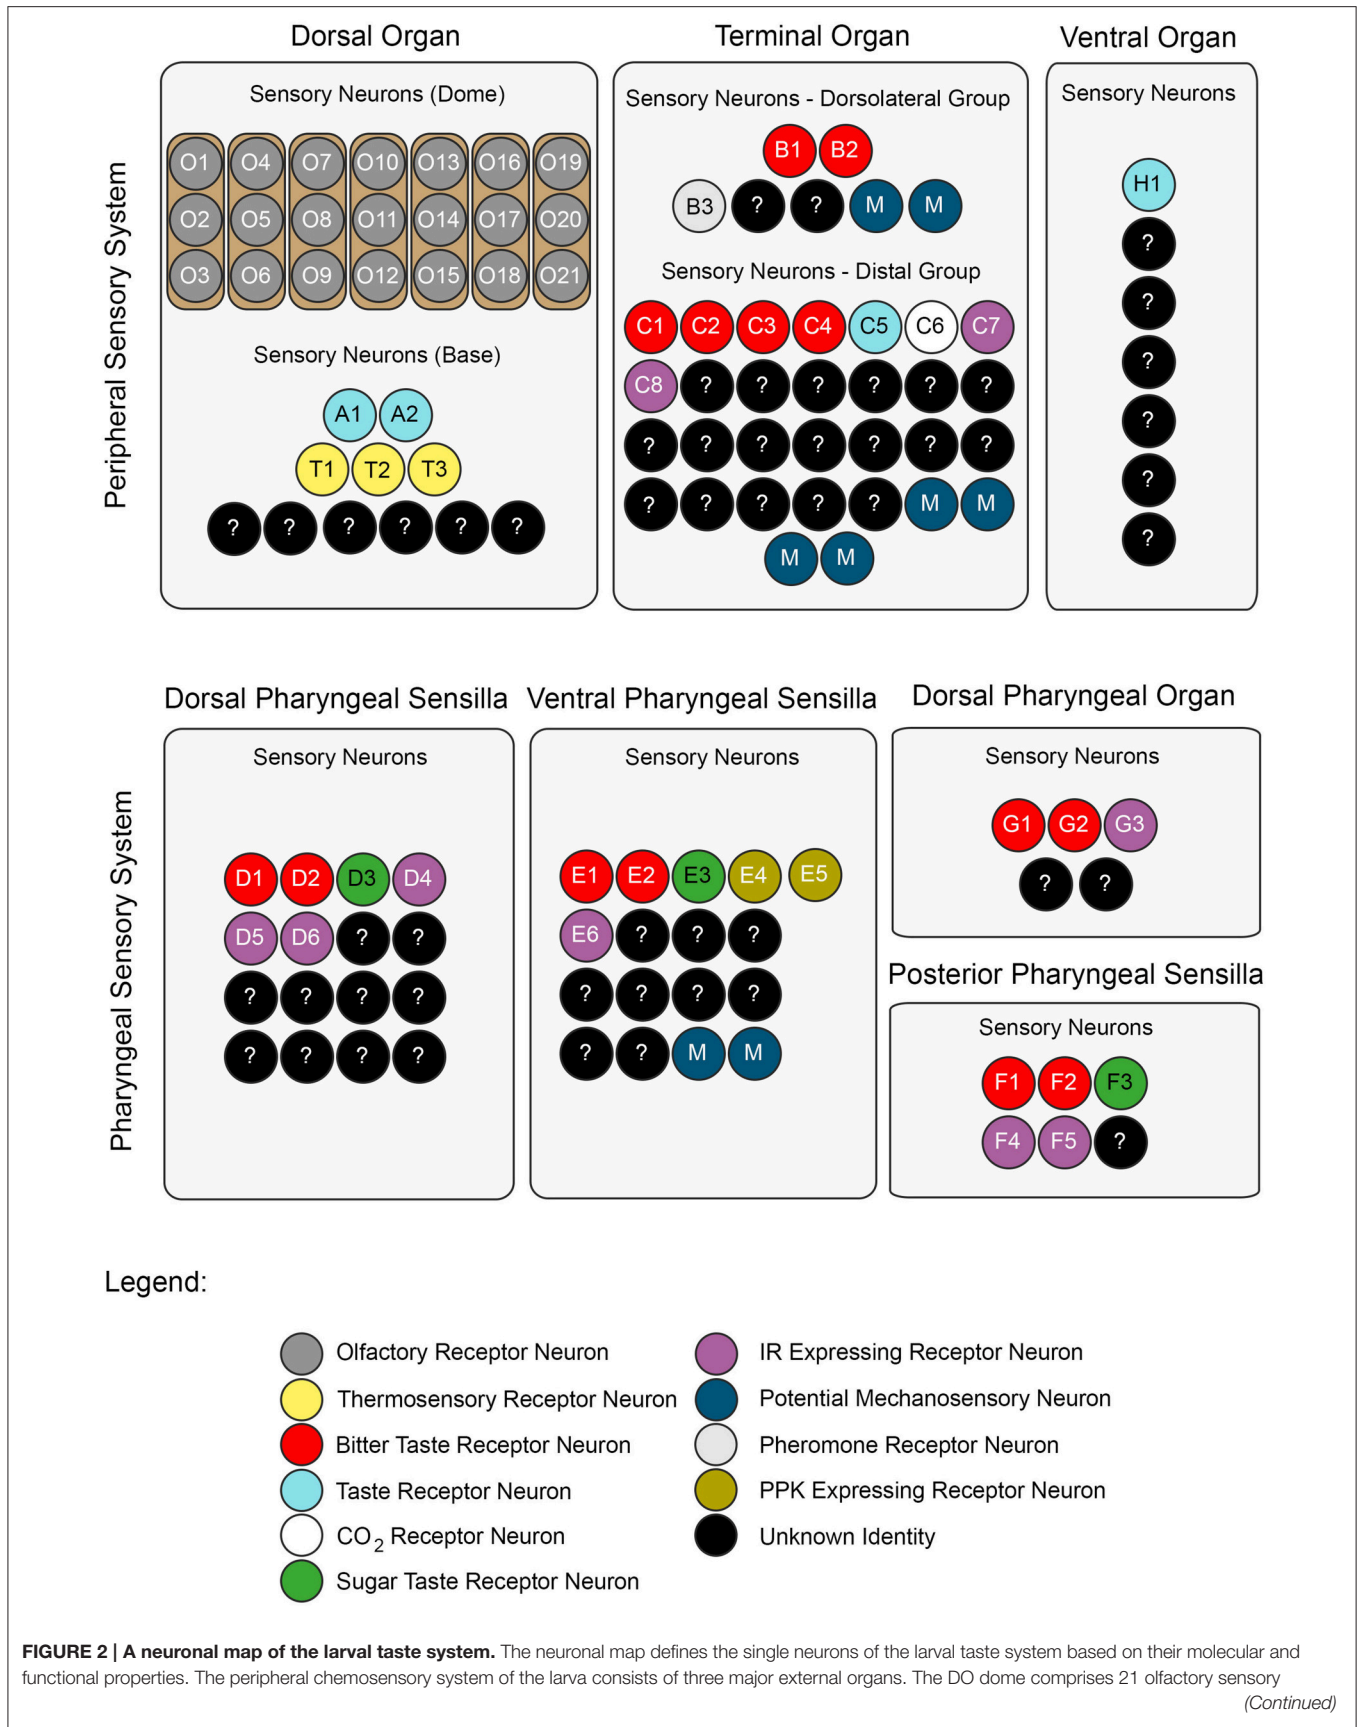 Dorsal Organ
Terminal Organ
Ventral Organ
Peripheral Sensory System
Sensory Neurons (Dome)
O1 O4 O7 O10 O13 O16 O19
O2 O5 O8 O11 O14 O17 O20
O3 O6 O9 O12 O15 O18 O21
Sensory Neurons (Base)
A1 A2
T1 T2 T3
? ? ? ? ? ?
Sensory Neurons - Dorsolateral Group
B1 B2
B3 ? ? M M
Sensory Neurons - Distal Group
C1 C2 C3 C4 C5 C6 C7
C8 ? ? ? ? ? ?
? ? ? ? ? ? ?
? ? ? ? ? M M
M M
Sensory Neurons
H1
?
?
?
?
?
?
Pharyngeal Sensory System
Dorsal Pharyngeal Sensilla
Sensory Neurons
D1 D2 D3 D4
D5 D6 ? ?
? ? ? ?
? ? ? ?
Ventral Pharyngeal Sensilla
Sensory Neurons
E1 E2 E3 E4 E5
E6 ? ? ?
? ? ? ?
? ? M M
Dorsal Pharyngeal Organ
Sensory Neurons
G1 G2 G3
? ?
Posterior Pharyngeal Sensilla
Sensory Neurons
F1 F2 F3
F4 F5 ?
Legend:
Olfactory Receptor Neuron
Thermosensory Receptor Neuron
Bitter Taste Receptor Neuron
Taste Receptor Neuron
CO2 Receptor Neuron
Sugar Taste Receptor Neuron
IR Expressing Receptor Neuron
Potential Mechanosensory Neuron
Pheromone Receptor Neuron
PPK Expressing Receptor Neuron
Unknown Identity
FIGURE 2 | A neuronal map of the larval taste system. The neuronal map defines the single neurons of the larval taste system based on their molecular and
functional properties. The peripheral chemosensory system of the larva consists of three major external organs. The DO dome comprises 21 olfactory sensory
(Continued)